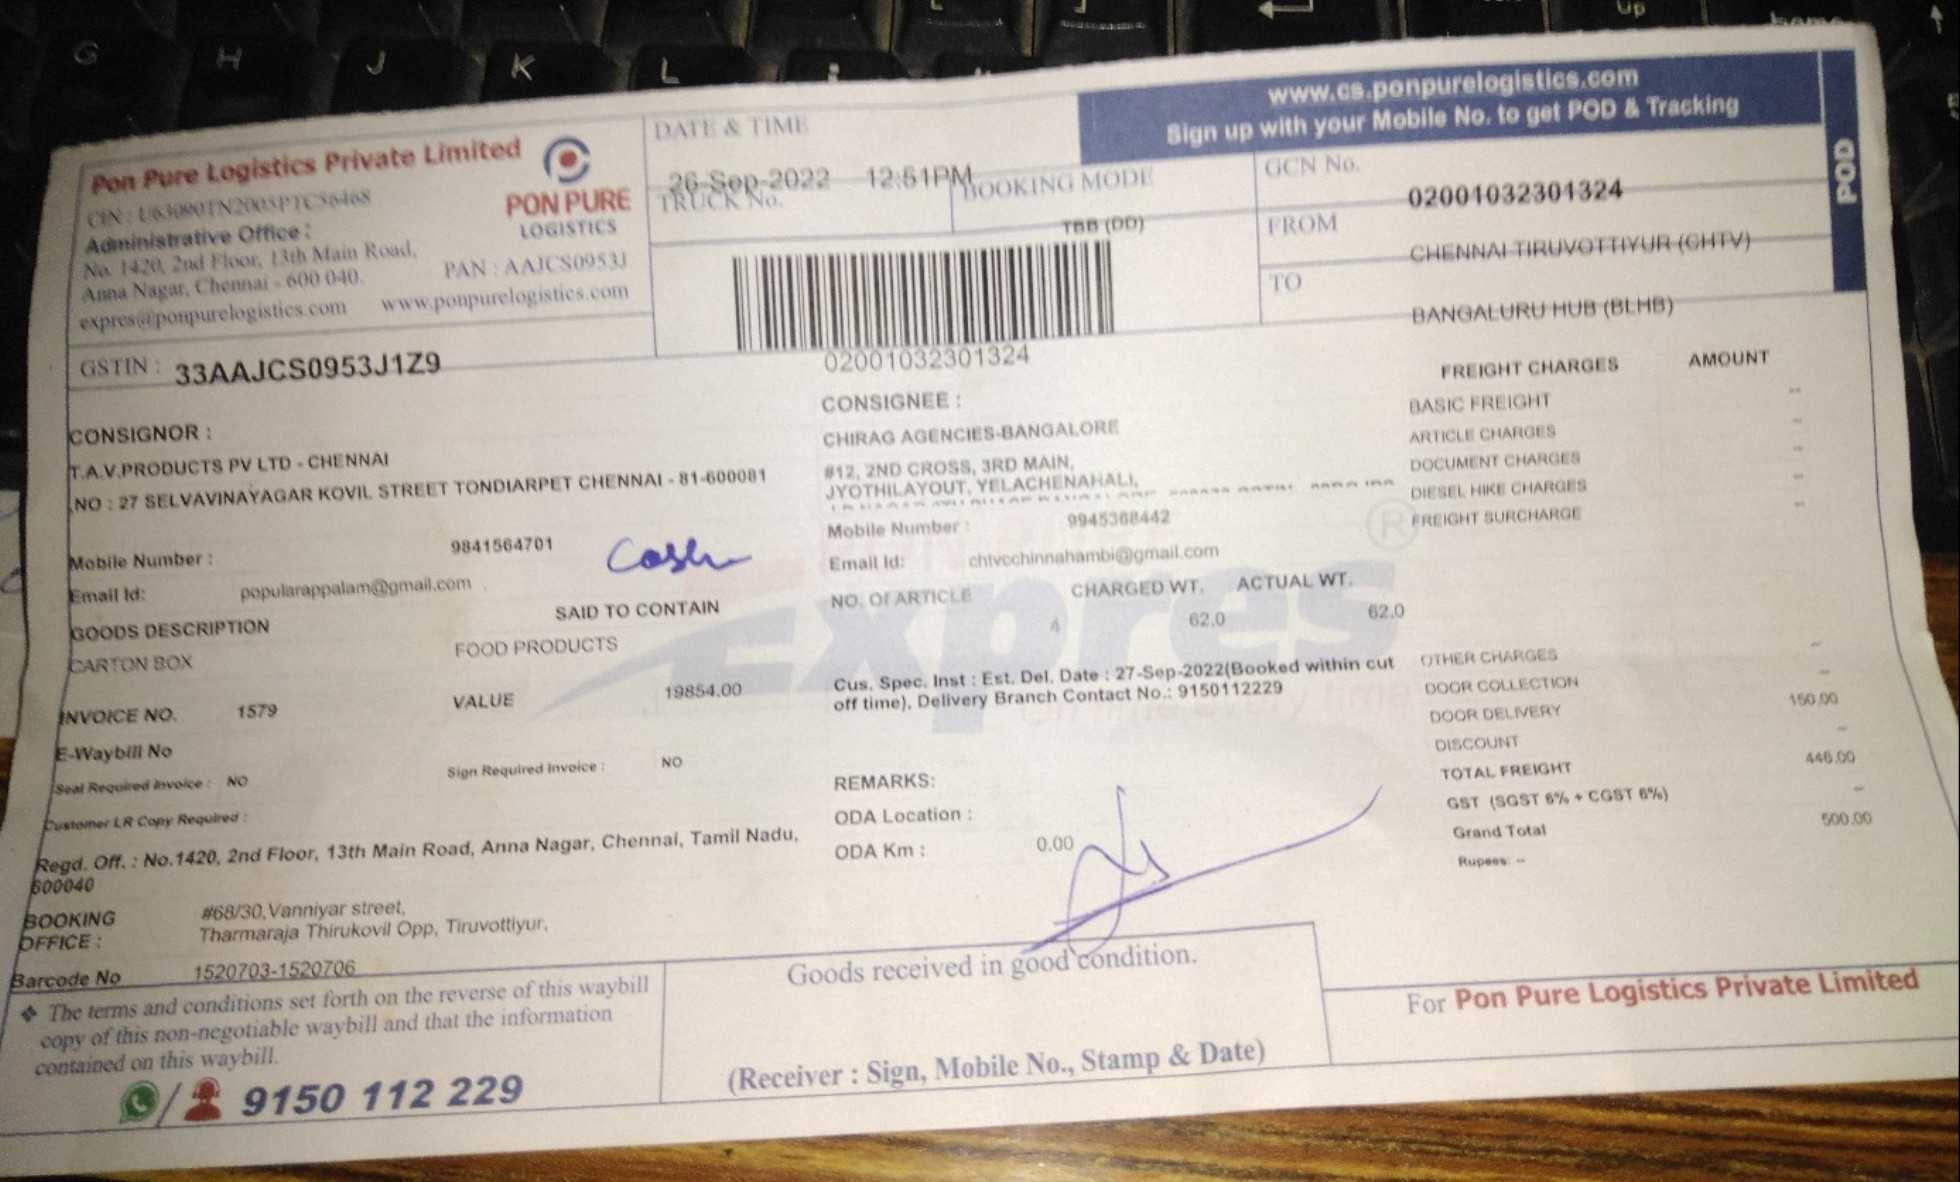 www.cs.ponpurelogistics.com
Sign up with your Mobile No. to get POD & Tracking
POD
Pon Pure Logistics Private Limited
CIN : U63090TN2005PTC56468
Administrative Office :
No. 1420, 2nd Floor, 13th Main Road,
Anna Nagar, Chennai - 600 040.
PAN : AAJCS0953J
expres@ponpurelogistics.com www.ponpurelogistics.com
PON PURE
LOGISTICS
GSTIN : 33AAJCS0953J1Z9
DATE & TIME
26-Sep-2022 12:51PM
TRUCK No.
BOOKING MODE
TBB (DD)
02001032301324
GCN No.
02001032301324
FROM
CHENNAI TIRUVOTTIYUR (CHTV)
TO
BANGALURU HUB (BLHB)
CONSIGNOR :
T.A.V.PRODUCTS PV LTD - CHENNAI
NO : 27 SELVAVINAYAGAR KOVIL STREET TONDIARPET CHENNAI - 81-600081
Mobile Number : 9841564701
Email Id: popularappalam@gmail.com
Cash
CONSIGNEE :
CHIRAG AGENCIES-BANGALORE
#12, 2ND CROSS, 3RD MAIN,
JYOTHILAYOUT, YELACHENAHALI,
Mobile Number : 9945368442
Email Id: chtvcchinnahambi@gmail.com
FREIGHT CHARGES AMOUNT
BASIC FREIGHT --
ARTICLE CHARGES --
DOCUMENT CHARGES --
DIESEL HIKE CHARGES --
FREIGHT SURCHARGE --
GOODS DESCRIPTION SAID TO CONTAIN
CARTON BOX FOOD PRODUCTS
NO. OF ARTICLE CHARGED WT. ACTUAL WT.
4 62.0 62.0
Expres
®
INVOICE NO. 1579 VALUE 19854.00
E-Waybill No
Seal Required Invoice : NO Sign Required Invoice : NO
Customer LR Copy Required :
Cus. Spec. Inst : Est. Del. Date : 27-Sep-2022(Booked within cut
off time), Delivery Branch Contact No.: 9150112229
On time, every time
REMARKS:
ODA Location :
ODA Km : 0.00
OTHER CHARGES --
DOOR COLLECTION --
DOOR DELIVERY 150.00
DISCOUNT --
TOTAL FREIGHT 446.00
GST (SGST 6% + CGST 6%) --
Grand Total 500.00
Rupees: --
Regd. Off. : No.1420, 2nd Floor, 13th Main Road, Anna Nagar, Chennai, Tamil Nadu,
600040
BOOKING OFFICE : #68/30,Vanniyar street,
Tharmaraja Thirukovil Opp, Tiruvottiyur,
Barcode No 1520703-1520706
❖ The terms and conditions set forth on the reverse of this waybill
copy of this non-negotiable waybill and that the information
contained on this waybill.
/ 9150 112 229
Goods received in good condition.
(Receiver : Sign, Mobile No., Stamp & Date)
For Pon Pure Logistics Private Limited
G H J K L
Up
home